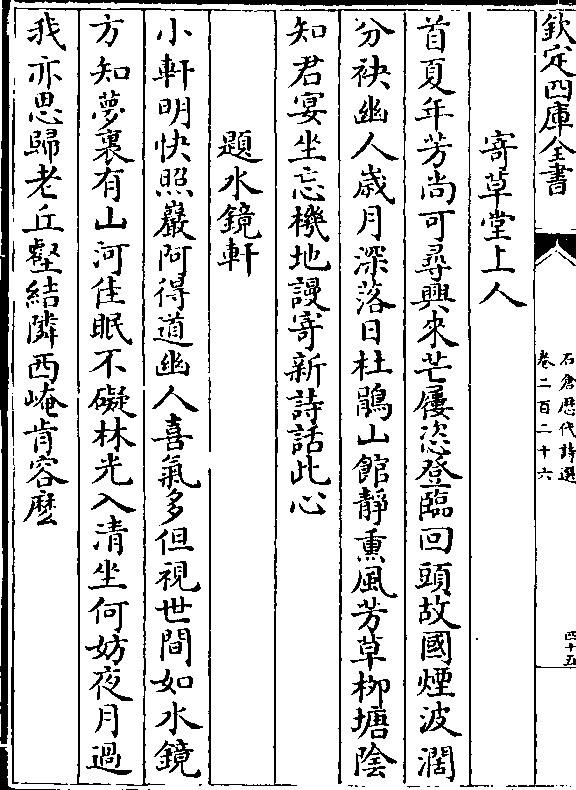 欽定四庫全書
石倉歷代詩選
卷二百二十六
四十五
寄草堂上人
首夏年芳尚可尋興來芒屨恣登臨回頭故國煙波濶
分袂幽人歲月深落日杜鵑山館靜熏風芳草柳塘陰
知君宴坐忘機地謾寄新詩話此心
題水鏡軒
小軒明快照巖阿得道幽人喜氣多但視世間如水鏡
方知夢裏有山河佳眠不礙林光入清坐何妨夜月過
我亦思歸老丘壑結隣西崦肯容麽